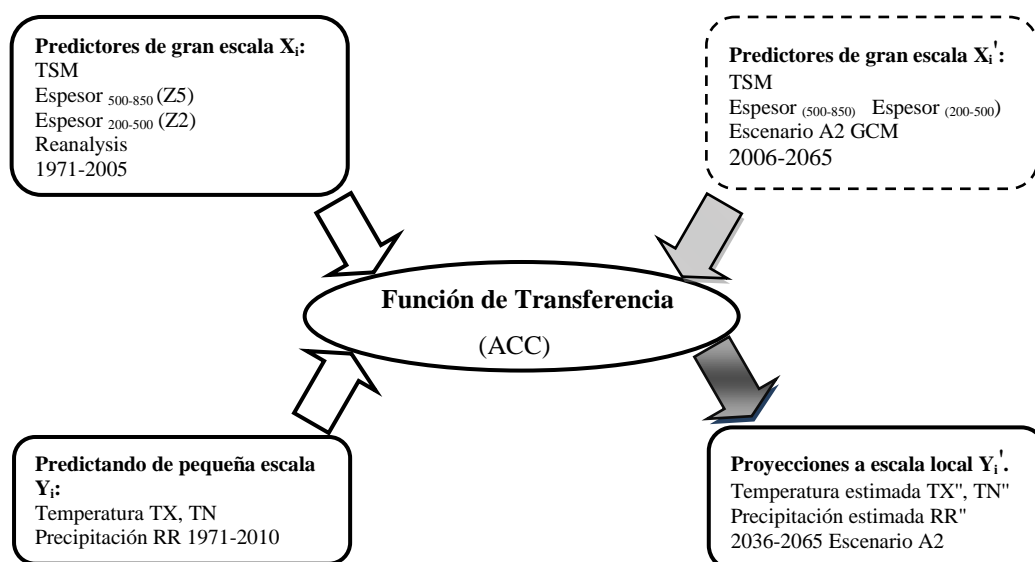 Predictores de gran escala Xi:
TSM
Espesor 500-850 (Z5)
Espesor 200-500 (Z2)
Reanalysis
1971-2005
Predictores de gran escala Xi':
TSM
Espesor (500-850) Espesor (200-500)
Escenario A2 GCM
2006-2065
Función de Transferencia
(ACC)
Predictando de pequeña escala
Yi:
Temperatura TX, TN
Precipitación RR 1971-2010
Proyecciones a escala local Yi'.
Temperatura estimada TX", TN"
Precipitación estimada RR"
2036-2065 Escenario A2